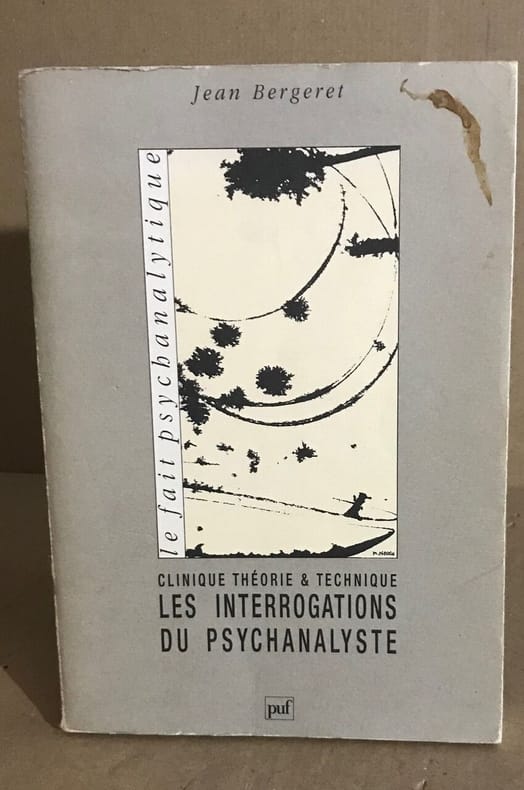 Jean Bergeret
le fait psychanalytique
CLINIQUE THÉORIE & TECHNIQUE
LES INTERROGATIONS
DU PSYCHANALYSTE
puf